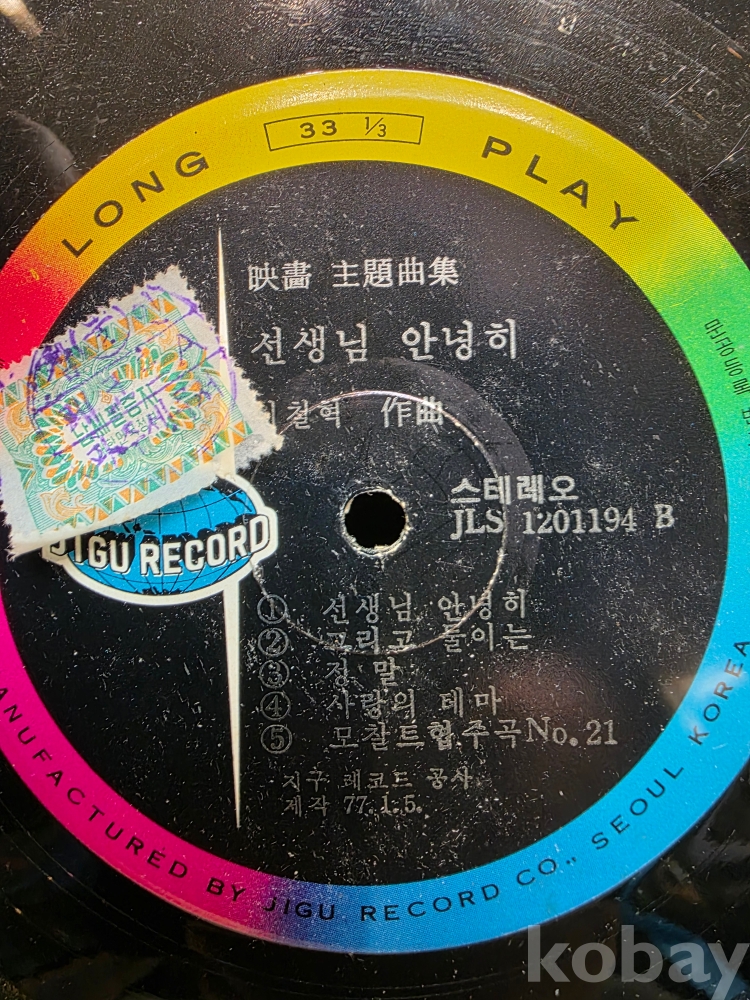 LONG 33 1/3 PLAY
映畵 主題曲集
선생님 안녕히
철혁 作曲
스테레오
JLS 1201194 B
JIGU RECORD
① 선생님 안녕히
② 그리고 둘이는
③ 정말
④ 사랑의 테마
⑤ 모찰트협주곡No.21
지구 레코드 공사
제작 77.1.5.
MANUFACTURED BY JIGU RECORD CO., SEOUL KOREA
kobay